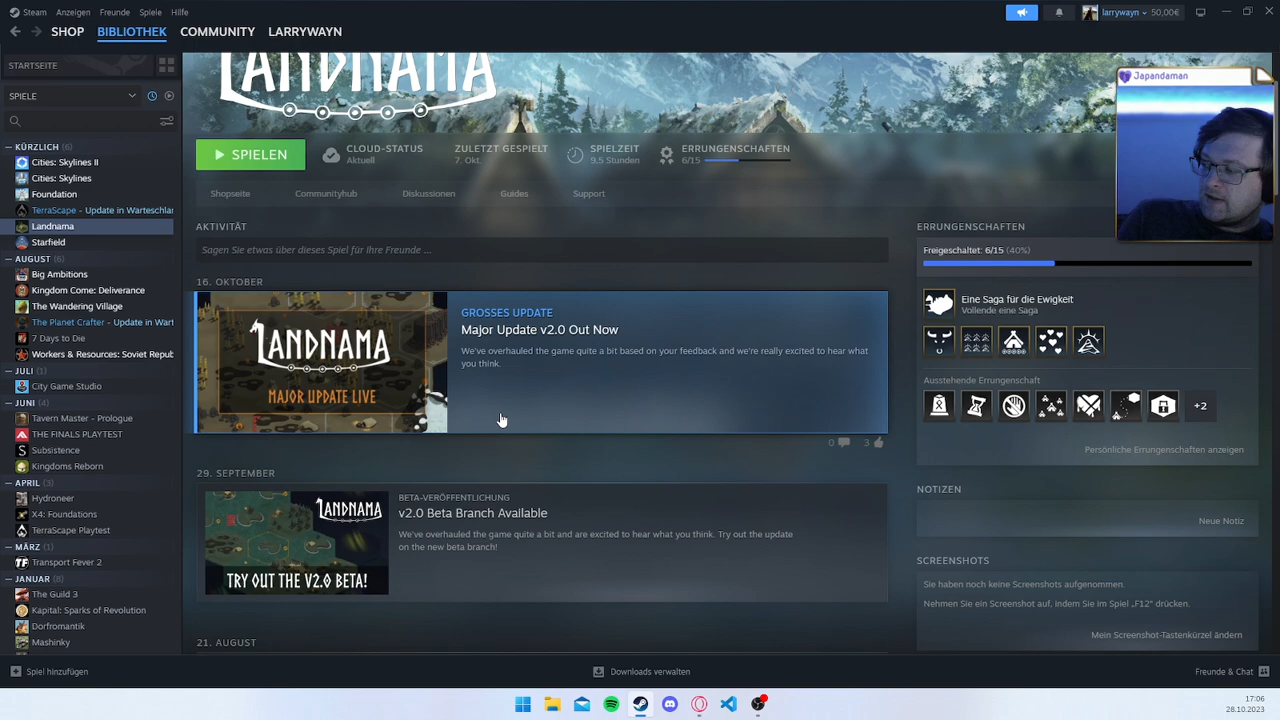 Steam Anzeigen Freunde Spiele Hilfe
larrywayn 50,00€
SHOP BIBLIOTHEK COMMUNITY LARRYWAYN
STARTSEITE
SPIELE
KÜRZLICH (6)
Cities: Skylines II
Cities: Skylines
Foundation
TerraScape - Update in Warteschlan
Landnama
Starfield
AUGUST (6)
Big Ambitions
Kingdom Come: Deliverance
The Wandering Village
The Planet Crafter - Update in Wart
7 Days to Die
Workers & Resources: Soviet Repub
JULI (1)
City Game Studio
JUNI (4)
Tavern Master - Prologue
THE FINALS PLAYTEST
Subsistence
Kingdoms Reborn
APRIL (3)
Hydroneer
X4: Foundations
TerraScape Playtest
MÄRZ (1)
Transport Fever 2
JANUAR (8)
The Guild 3
Kapital: Sparks of Revolution
Dorfromantik
Mashinky
LANDNAMA
SPIELEN
CLOUD-STATUS
Aktuell
ZULETZT GESPIELT
7. Okt.
SPIELZEIT
9,5 Stunden
ERRUNGENSCHAFTEN
6/15
Shopseite Communityhub Diskussionen Guides Support
AKTIVITÄT
Sagen Sie etwas über dieses Spiel für Ihre Freunde ...
16. OKTOBER
LANDNAMA
MAJOR UPDATE LIVE
GROSSES UPDATE
Major Update v2.0 Out Now
We've overhauled the game quite a bit based on your feedback and we're really excited to hear what
you think.
0 3
29. SEPTEMBER
LANDNAMA
TRY OUT THE V2.0 BETA!
BETA-VERÖFFENTLICHUNG
v2.0 Beta Branch Available
We've overhauled the game quite a bit and are excited to hear what you think. Try out the update
on the new beta branch!
21. AUGUST
Japandaman
ERRUNGENSCHAFTEN
Freigeschaltet: 6/15 (40%)
Eine Saga für die Ewigkeit
Vollende eine Saga
Ausstehende Errungenschaft
+2
Persönliche Errungenschaften anzeigen
NOTIZEN
Neue Notiz
SCREENSHOTS
Sie haben noch keine Screenshots aufgenommen.
Nehmen Sie ein Screenshot auf, indem Sie im Spiel „F12" drücken.
Mein Screenshot-Tastenkürzel ändern
Spiel hinzufügen Downloads verwalten Freunde & Chat
17:06
28.10.2023